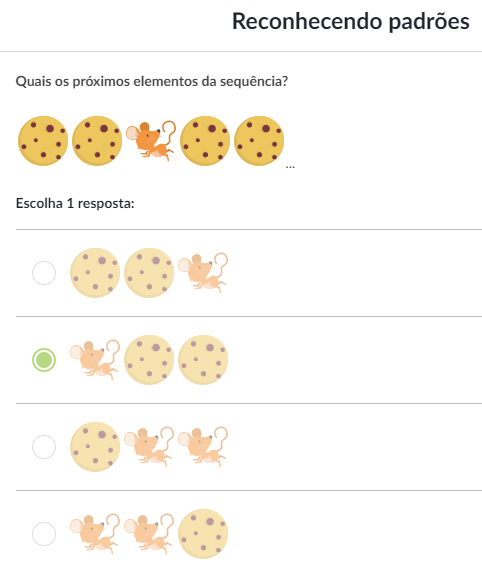 Reconhecendo padrões
Quais os próximos elementos da sequência?
...
Escolha 1 resposta: